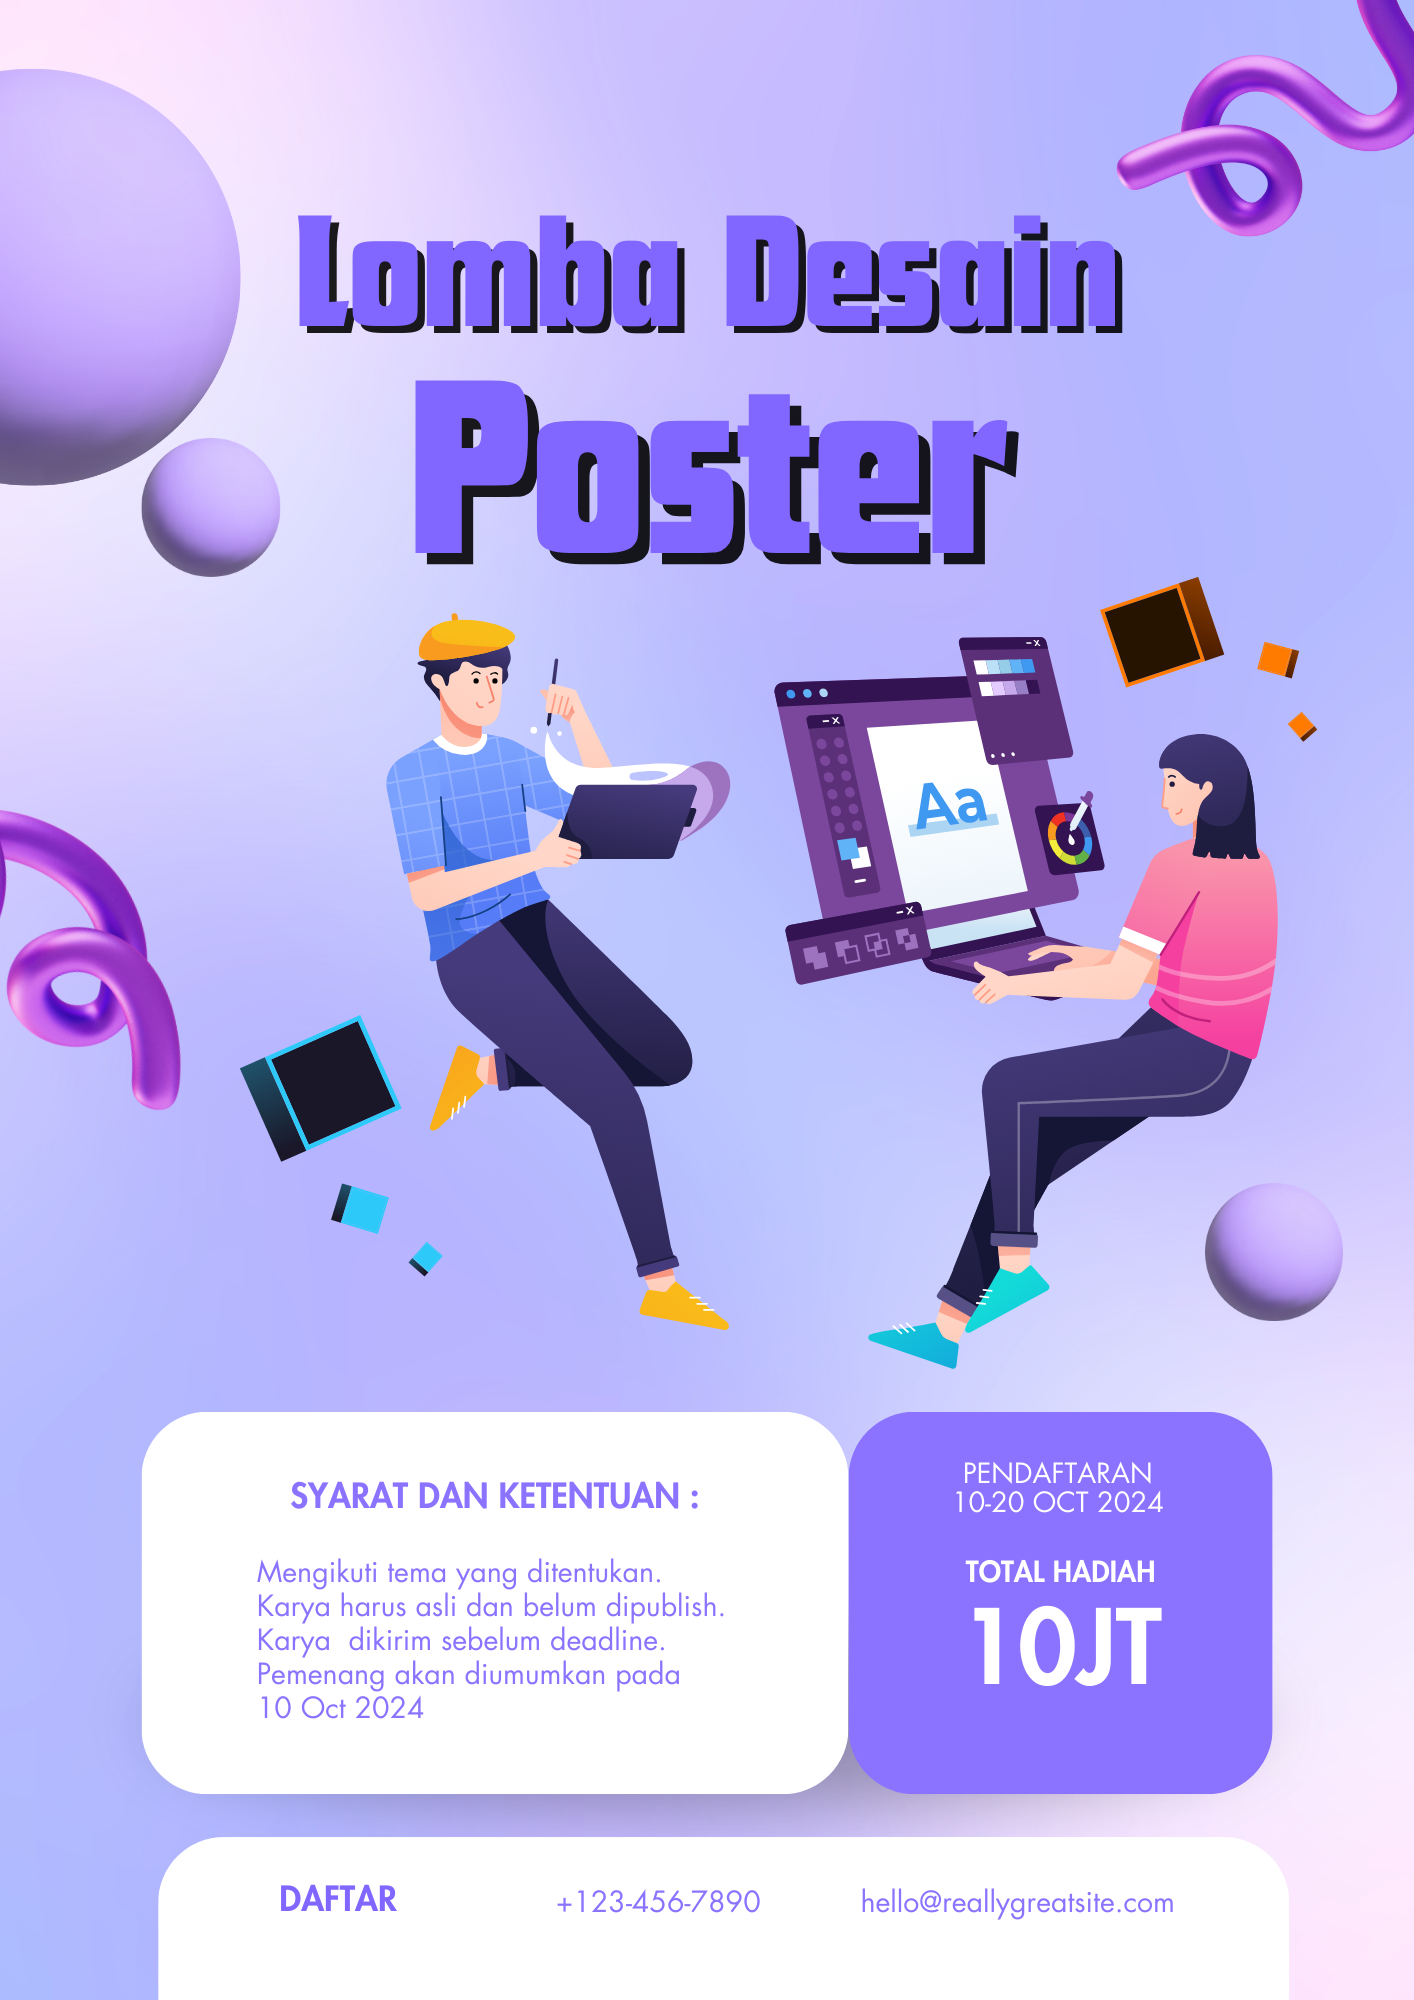 Lomba Desain
Poster
Aa
SYARAT DAN KETENTUAN :
Mengikuti tema yang ditentukan.
Karya harus asli dan belum dipublish.
Karya  dikirim sebelum deadline.
Pemenang akan diumumkan pada
10 Oct 2024
PENDAFTARAN
10-20 OCT 2024
TOTAL HADIAH
10JT
DAFTAR
+123-456-7890
hello@reallygreatsite.com